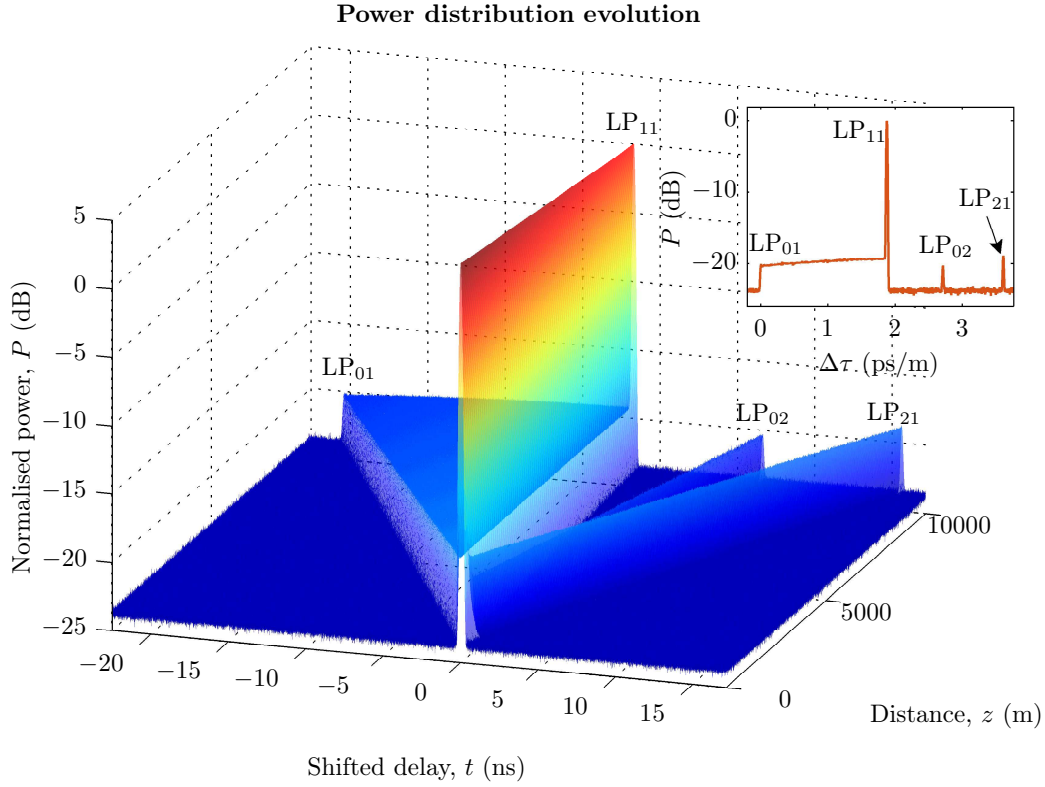 Power distribution evolution
Normalised power, P (dB)
5
0
−5
−10
−15
−20
−25
−20
−15
−10
−5
0
5
10
15
Shifted delay, t (ns)
0
5000
10000
Distance, z (m)
LP01
LP11
LP02
LP21
P (dB)
0
−10
−20
LP01
LP11
LP02
LP21
0
1
2
3
Δτ (ps/m)